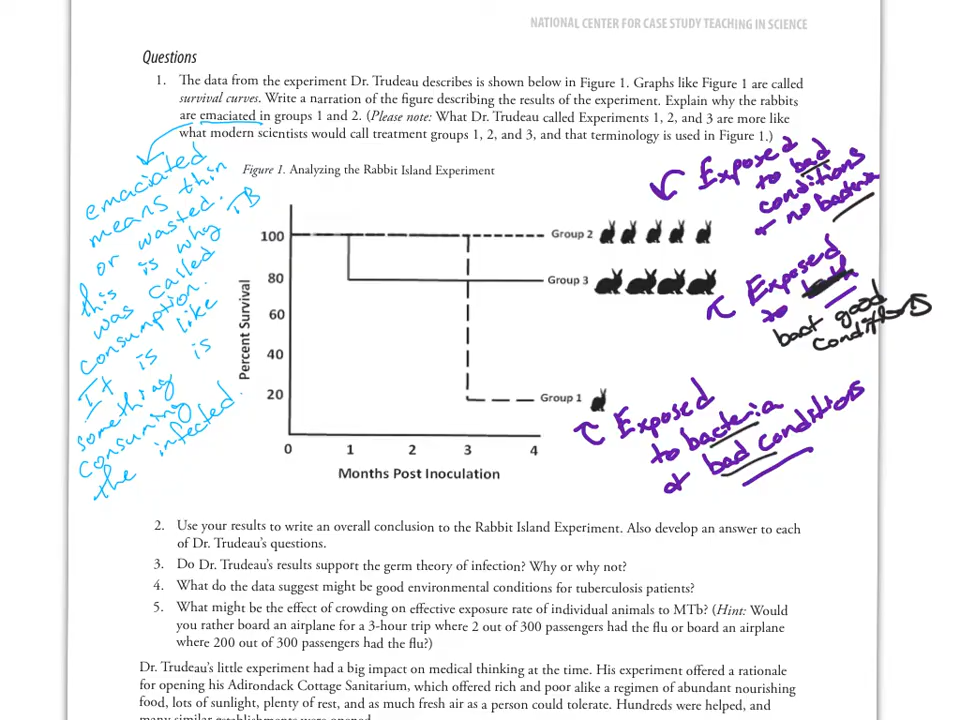 NATIONAL CENTER FOR CASE STUDY TEACHING IN SCIENCE
Questions
1. The data from the experiment Dr. Trudeau describes is shown below in Figure 1. Graphs like Figure 1 are called
survival curves. Write a narration of the figure describing the results of the experiment. Explain why the rabbits
are emaciated in groups 1 and 2. (Please note: What Dr. Trudeau called Experiments 1, 2, and 3 are more like
what modern scientists would call treatment groups 1, 2, and 3, and that terminology is used in Figure 1.)
emaciated
means thin
or wasted. TB
this is why
was called
consumption.
It is like
something is
consuming
the infected.
Figure 1. Analyzing the Rabbit Island Experiment
Exposed
to bad
conditions
or no bacteria
Percent Survival
100
80
60
40
20
Group 2
Group 3
Group 1
Exposed
to
bact good
conditions
Exposed
to bacteria
at bad conditions
0 1 2 3 4
Months Post Inoculation
2. Use your results to write an overall conclusion to the Rabbit Island Experiment. Also develop an answer to each
of Dr. Trudeau's questions.
3. Do Dr. Trudeau's results support the germ theory of infection? Why or why not?
4. What do the data suggest might be good environmental conditions for tuberculosis patients?
5. What might be the effect of crowding on effective exposure rate of individual animals to MTb? (Hint: Would
you rather board an airplane for a 3-hour trip where 2 out of 300 passengers had the flu or board an airplane
where 200 out of 300 passengers had the flu?)
Dr. Trudeau's little experiment had a big impact on medical thinking at the time. His experiment offered a rationale
for opening his Adirondack Cottage Sanitarium, which offered rich and poor alike a regimen of abundant nourishing
food, lots of sunlight, plenty of rest, and as much fresh air as a person could tolerate. Hundreds were helped, and
many similar establishments were opened.